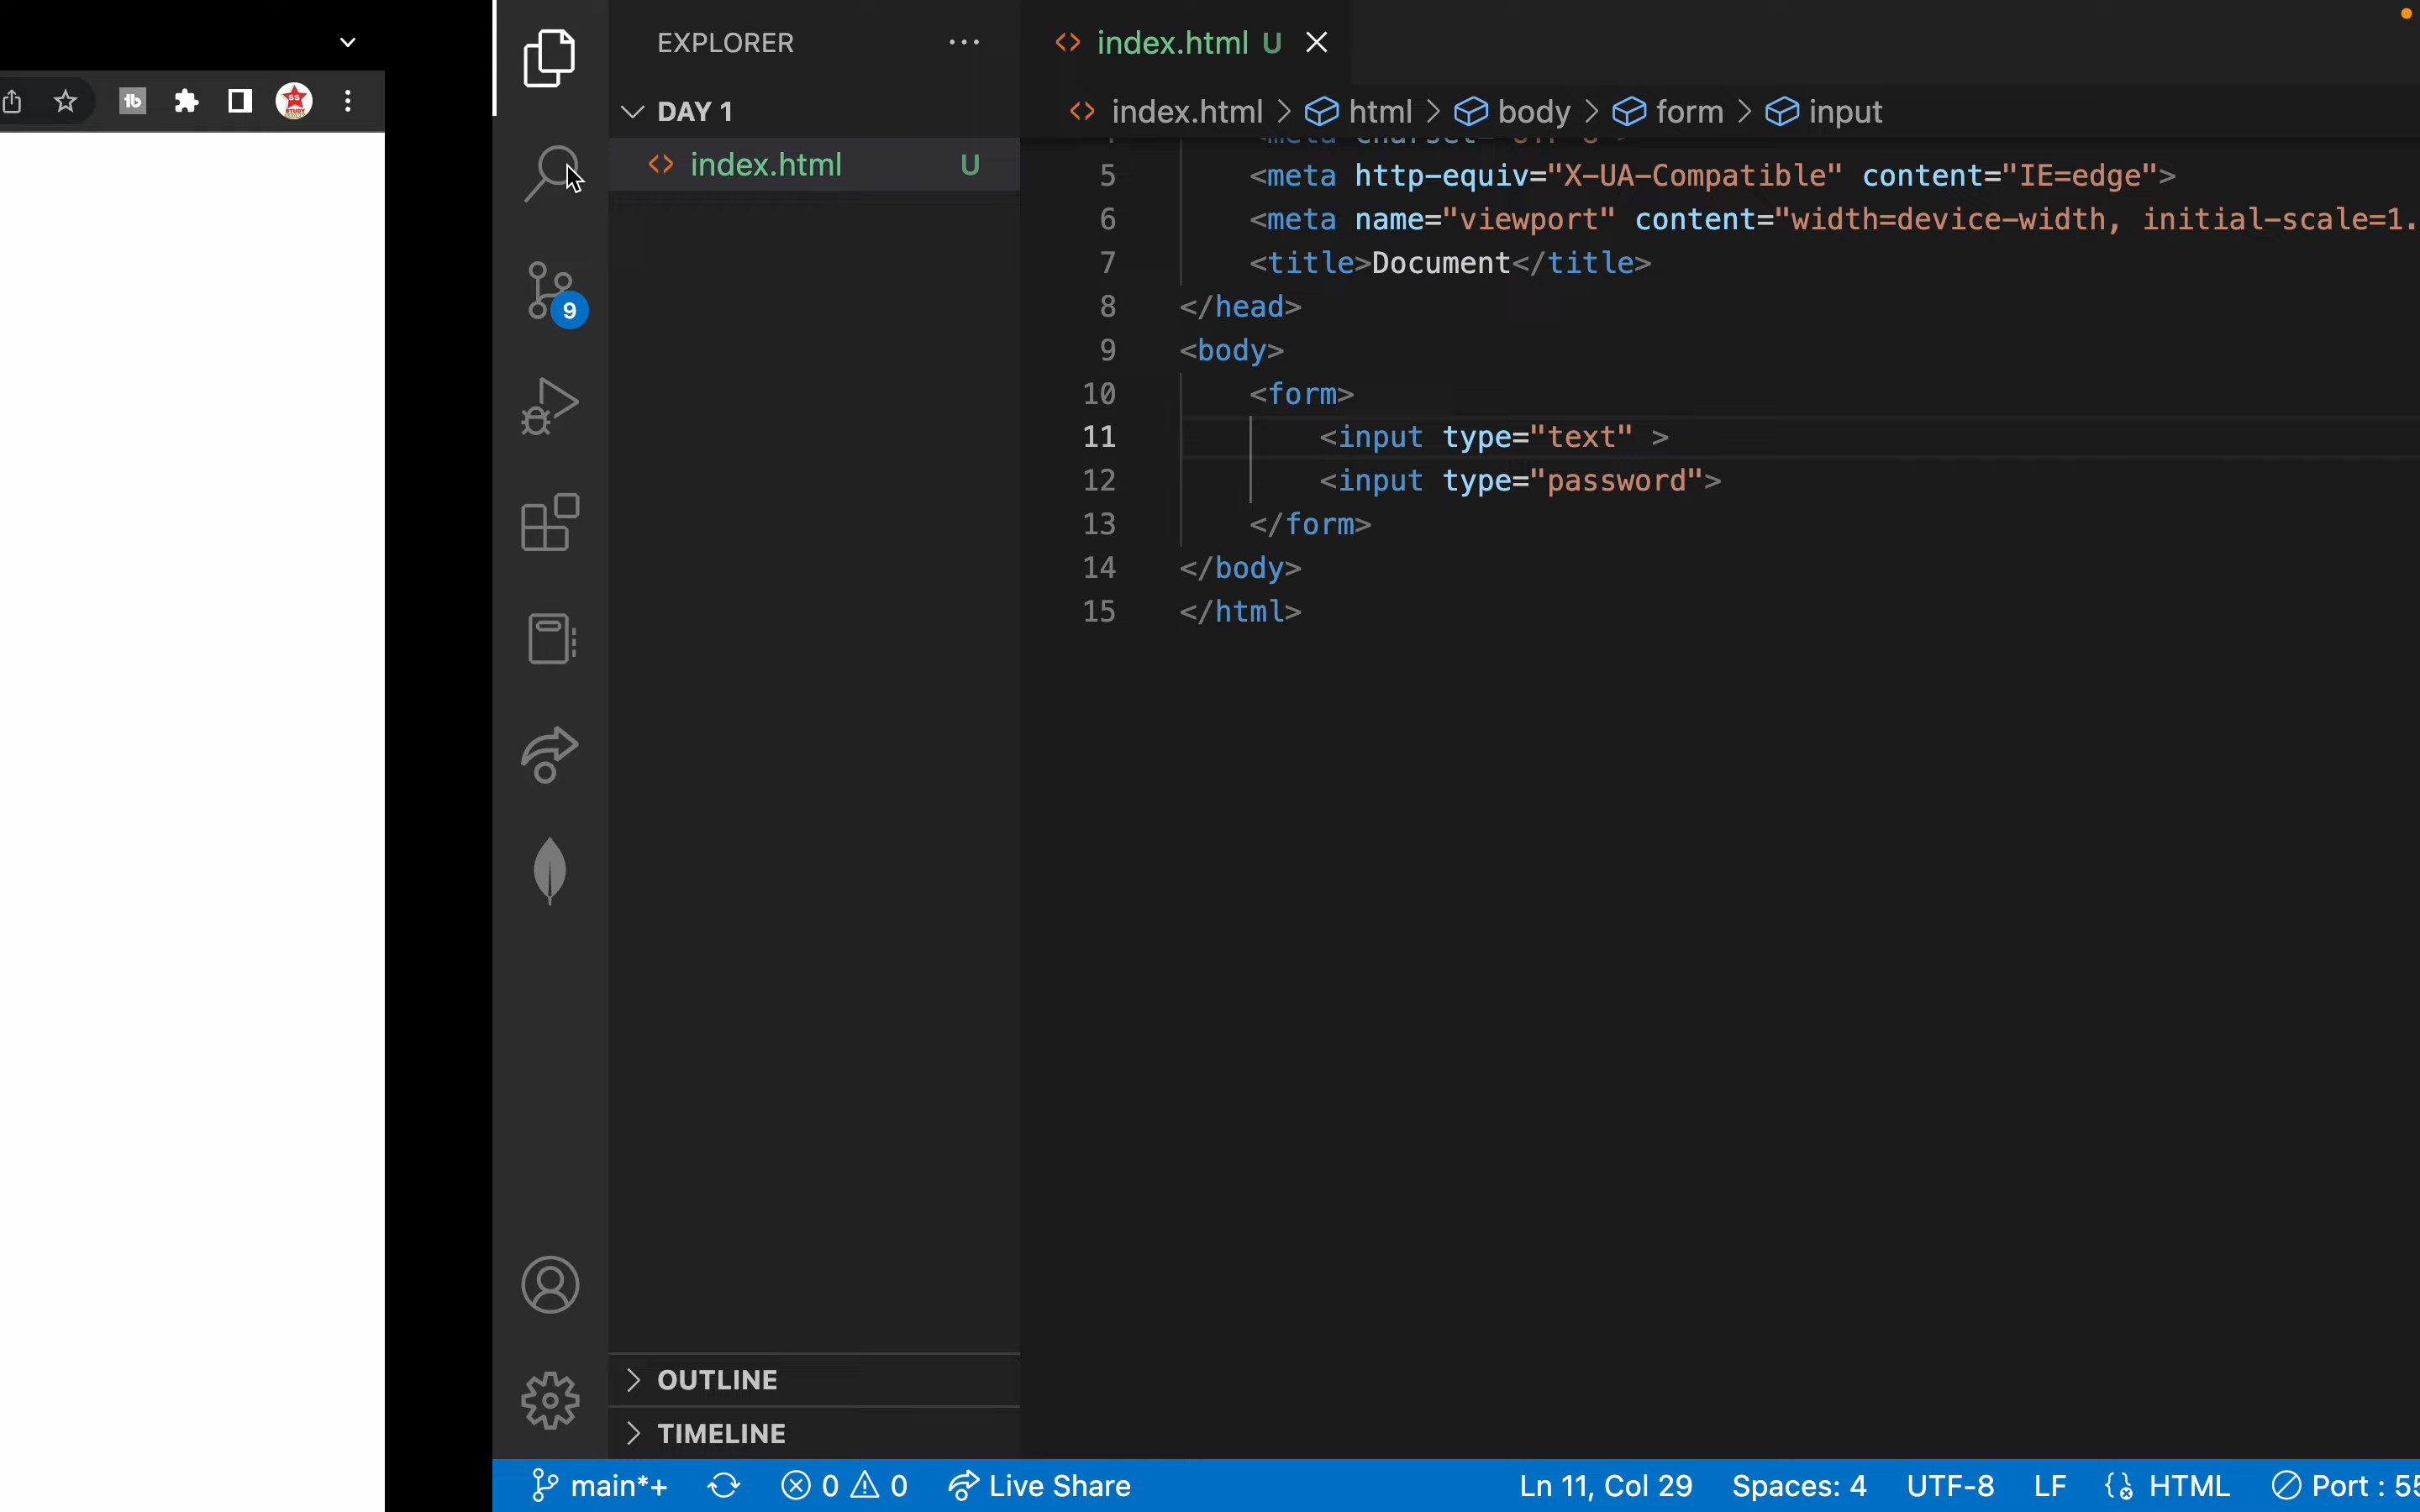 EXPLORER
DAY 1
index.html U
9
index.html U
index.html > html > body > form > input
5 <meta http-equiv="X-UA-Compatible" content="IE=edge">
6 <meta name="viewport" content="width=device-width, initial-scale=1.
7 <title>Document</title>
8 </head>
9 <body>
10 <form>
11 <input type="text" >
12 <input type="password">
13 </form>
14 </body>
15 </html>
OUTLINE
TIMELINE
main*+ 0 0 Live Share Ln 11, Col 29 Spaces: 4 UTF-8 LF HTML Port : 55